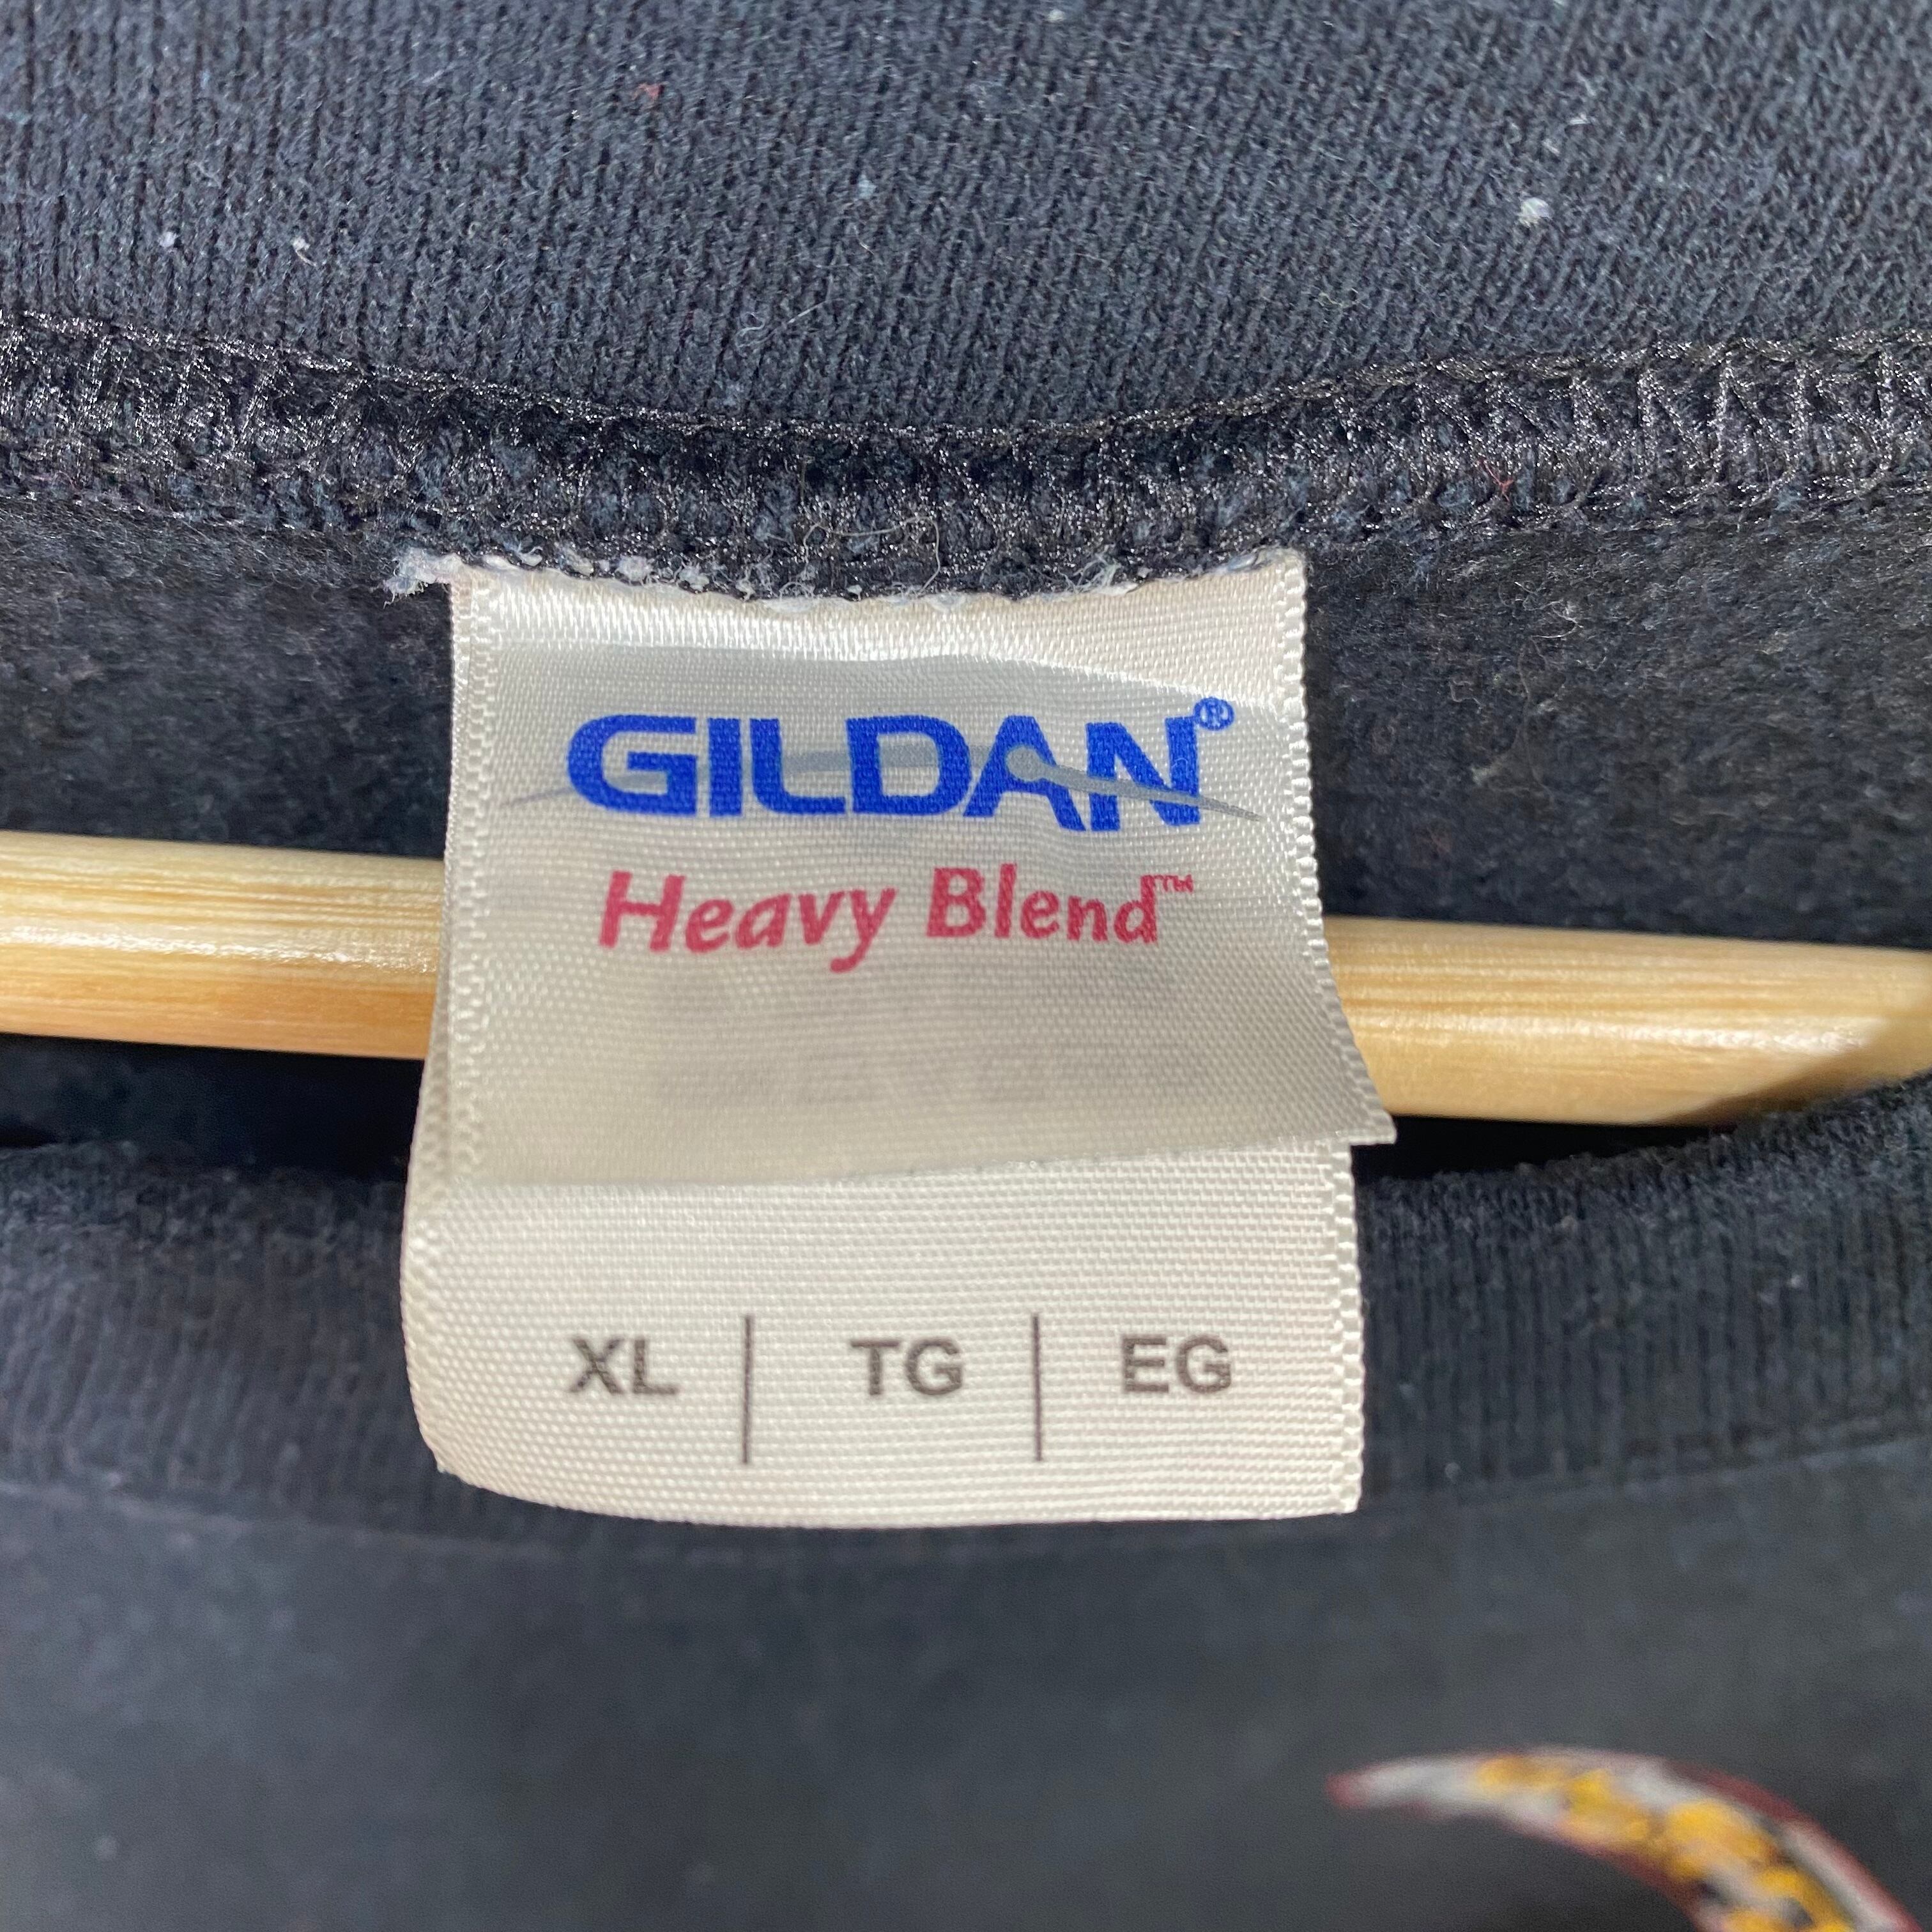 GILDAN®
Heavy Blend™
XL | TG | EG